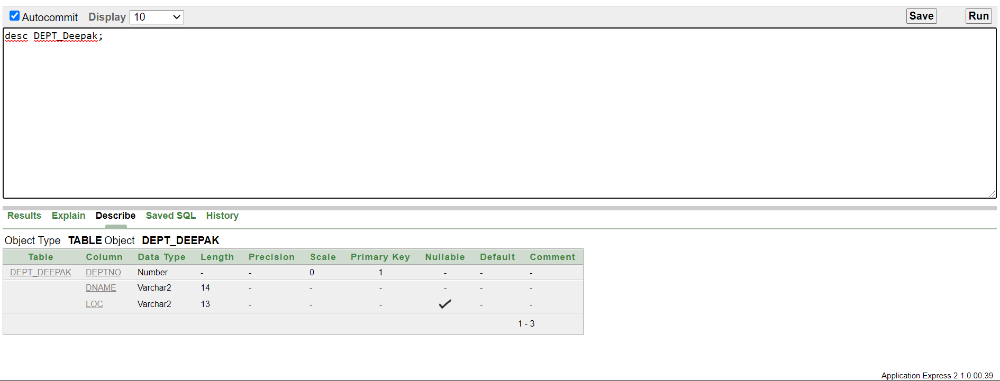 Autocommit Display 10 Save Run
desc DEPT_Deepak;
Results Explain Describe Saved SQL History
Object Type TABLE Object DEPT_DEEPAK
Table Column Data Type Length Precision Scale Primary Key Nullable Default Comment
DEPT_DEEPAK DEPTNO Number - - 0 1 - - -
DNAME Varchar2 14 - - - - - -
LOC Varchar2 13 - - - - -
1 - 3
Application Express 2.1.0.00.39